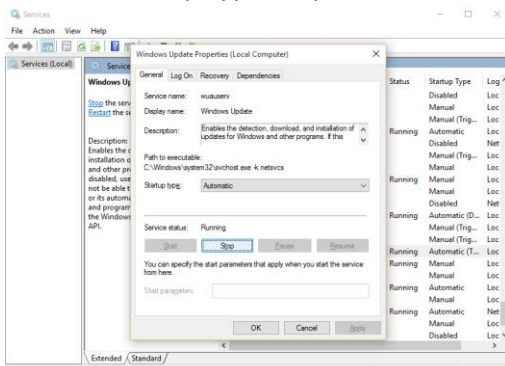 Services
File Action View Help
Services (Local)
Service
Windows Up
Stop the serv
Restart the se
Description:
Enables the d
installation o
and other pr
disabled, use
not be able t
or its automa
and program
the Windows
API.
Windows Update Properties (Local Computer)
General Log On Recovery Dependencies
Service name: wuauserv
Display name: Windows Update
Description: Enables the detection, download, and installation of
updates for Windows and other programs. If this
Path to executable:
C:\Windows\system32\svchost.exe -k netsvcs
Startup type: Automatic
Service status: Running
Start Stop Pause Resume
You can specify the start parameters that apply when you start the service
from here.
Start parameters:
OK Cancel Apply
Status Startup Type Log
Disabled Loc
Manual Loc
Manual (Trig... Loc
Running Automatic Loc
Disabled Net
Manual (Trig... Loc
Manual Loc
Running Manual Loc
Manual Loc
Disabled Net
Running Automatic (D... Loc
Manual (Trig... Loc
Manual (Trig... Loc
Running Automatic (T... Loc
Running Manual Loc
Manual Loc
Running Automatic Loc
Manual Loc
Running Automatic Net
Manual Loc
Disabled Loc
Extended Standard